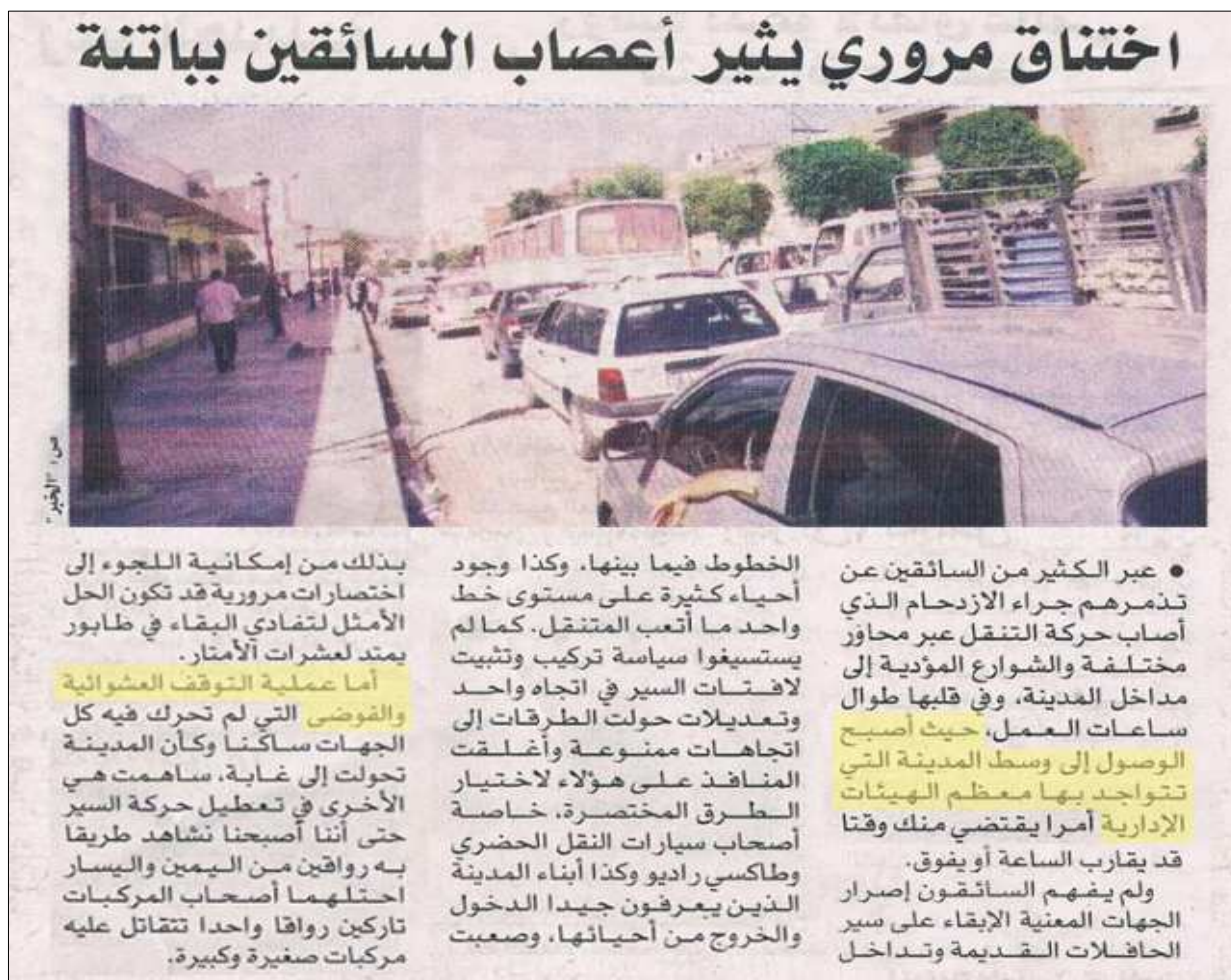 اختناق مروري يثير أعصاب السائقين بباتنة
ص: "الخبر"
● عبر الكثير من السائقين عن
تذمرهم جراء الازدحام الذي
أصاب حركة التنقل عبر محاور
مختلفة والشوارع المؤدية إلى
مداخل المدينة، وفي قلبها طوال
ساعات العمل، حيث أصبح
الوصول إلى وسط المدينة التي
تتواجد بها معظم الهيئات
الإدارية أمرا يقتضي منك وقتا
قد يقارب الساعة أو يفوق.
ولم يفهم السائقون إصرار
الجهات المعنية الإبقاء على سير
الحافلات القديمة وتداخل
الخطوط فيما بينها، وكذا وجود
أحياء كثيرة على مستوى خط
واحد ما أتعب المتنقل. كما لم
يستسيغوا سياسة تركيب وتثبيت
لافتات السير في اتجاه واحد
وتعديلات حولت الطرقات إلى
اتجاهات ممنوعة وأغلقت
المنافذ على هؤلاء لاختيار
الطرق المختصرة، خاصة
أصحاب سيارات النقل الحضري
وطاكسي راديو وكذا أبناء المدينة
الذين يعرفون جيدا الدخول
والخروج من أحيائها، وصعبت
بذلك من إمكانية اللجوء إلى
اختصارات مرورية قد تكون الحل
الأمثل لتفادي البقاء في طابور
يمتد لعشرات الأمتار.
أما عملية التوقف العشوائية
والفوضى التي لم تحرك فيه كل
الجهات ساكنا وكأن المدينة
تحولت إلى غابة، ساهمت هي
الأخرى في تعطيل حركة السير
حتى أننا أصبحنا نشاهد طريقا
به رواقين من اليمين واليسار
احتلهما أصحاب المركبات
تاركين رواقا واحدا تتقاتل عليه
مركبات صغيرة وكبيرة.